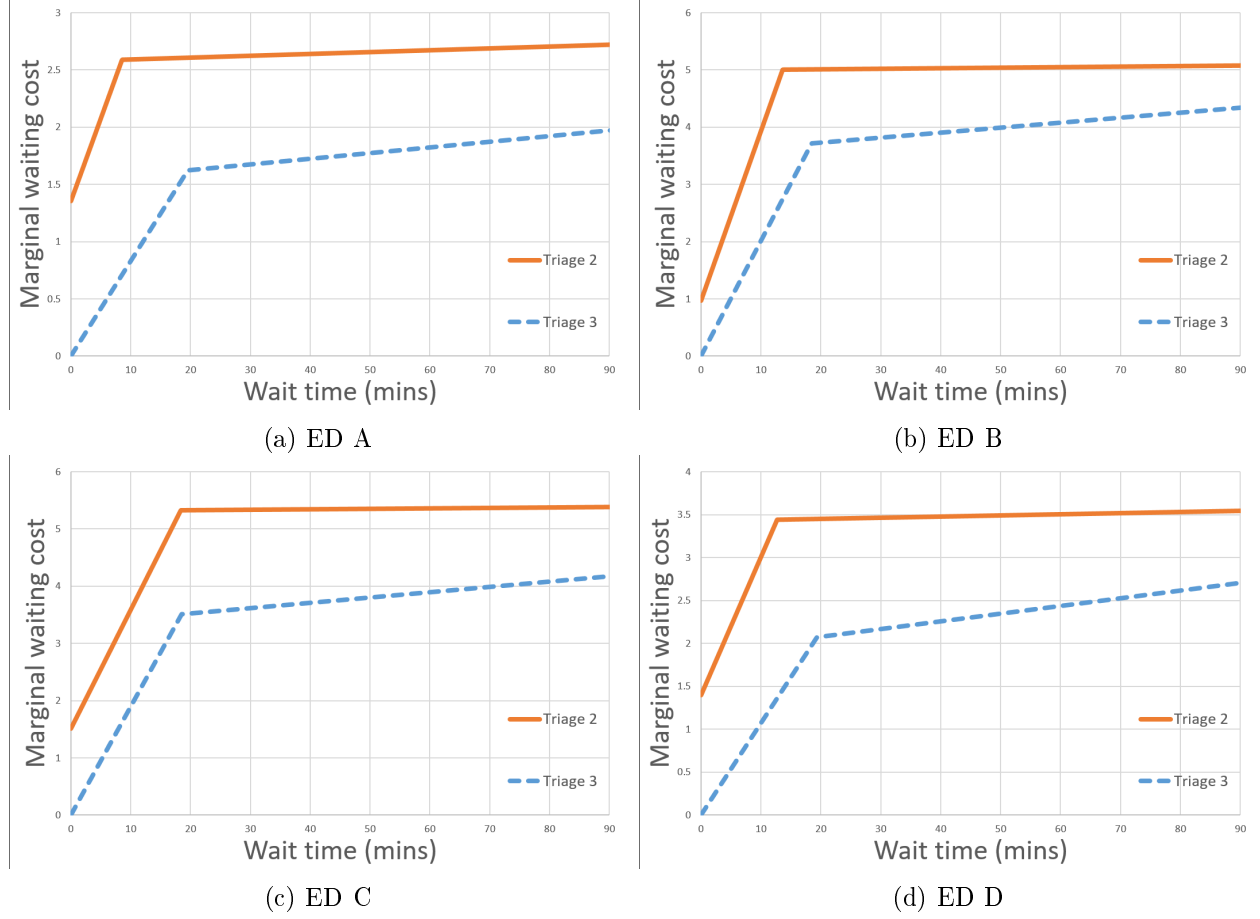 Marginal waiting cost
3
2.5
2
1.5
1
0.5
0
0 10 20 30 40 50 60 70 80 90
Wait time (mins)
Triage 2
Triage 3
(a) ED A
Marginal waiting cost
6
5
4
3
2
1
0
0 10 20 30 40 50 60 70 80 90
Wait time (mins)
Triage 2
Triage 3
(b) ED B
Marginal waiting cost
6
5
4
3
2
1
0
0 10 20 30 40 50 60 70 80 90
Wait time (mins)
Triage 2
Triage 3
(c) ED C
Marginal waiting cost
4
3.5
3
2.5
2
1.5
1
0.5
0
0 10 20 30 40 50 60 70 80 90
Wait time (mins)
Triage 2
Triage 3
(d) ED D